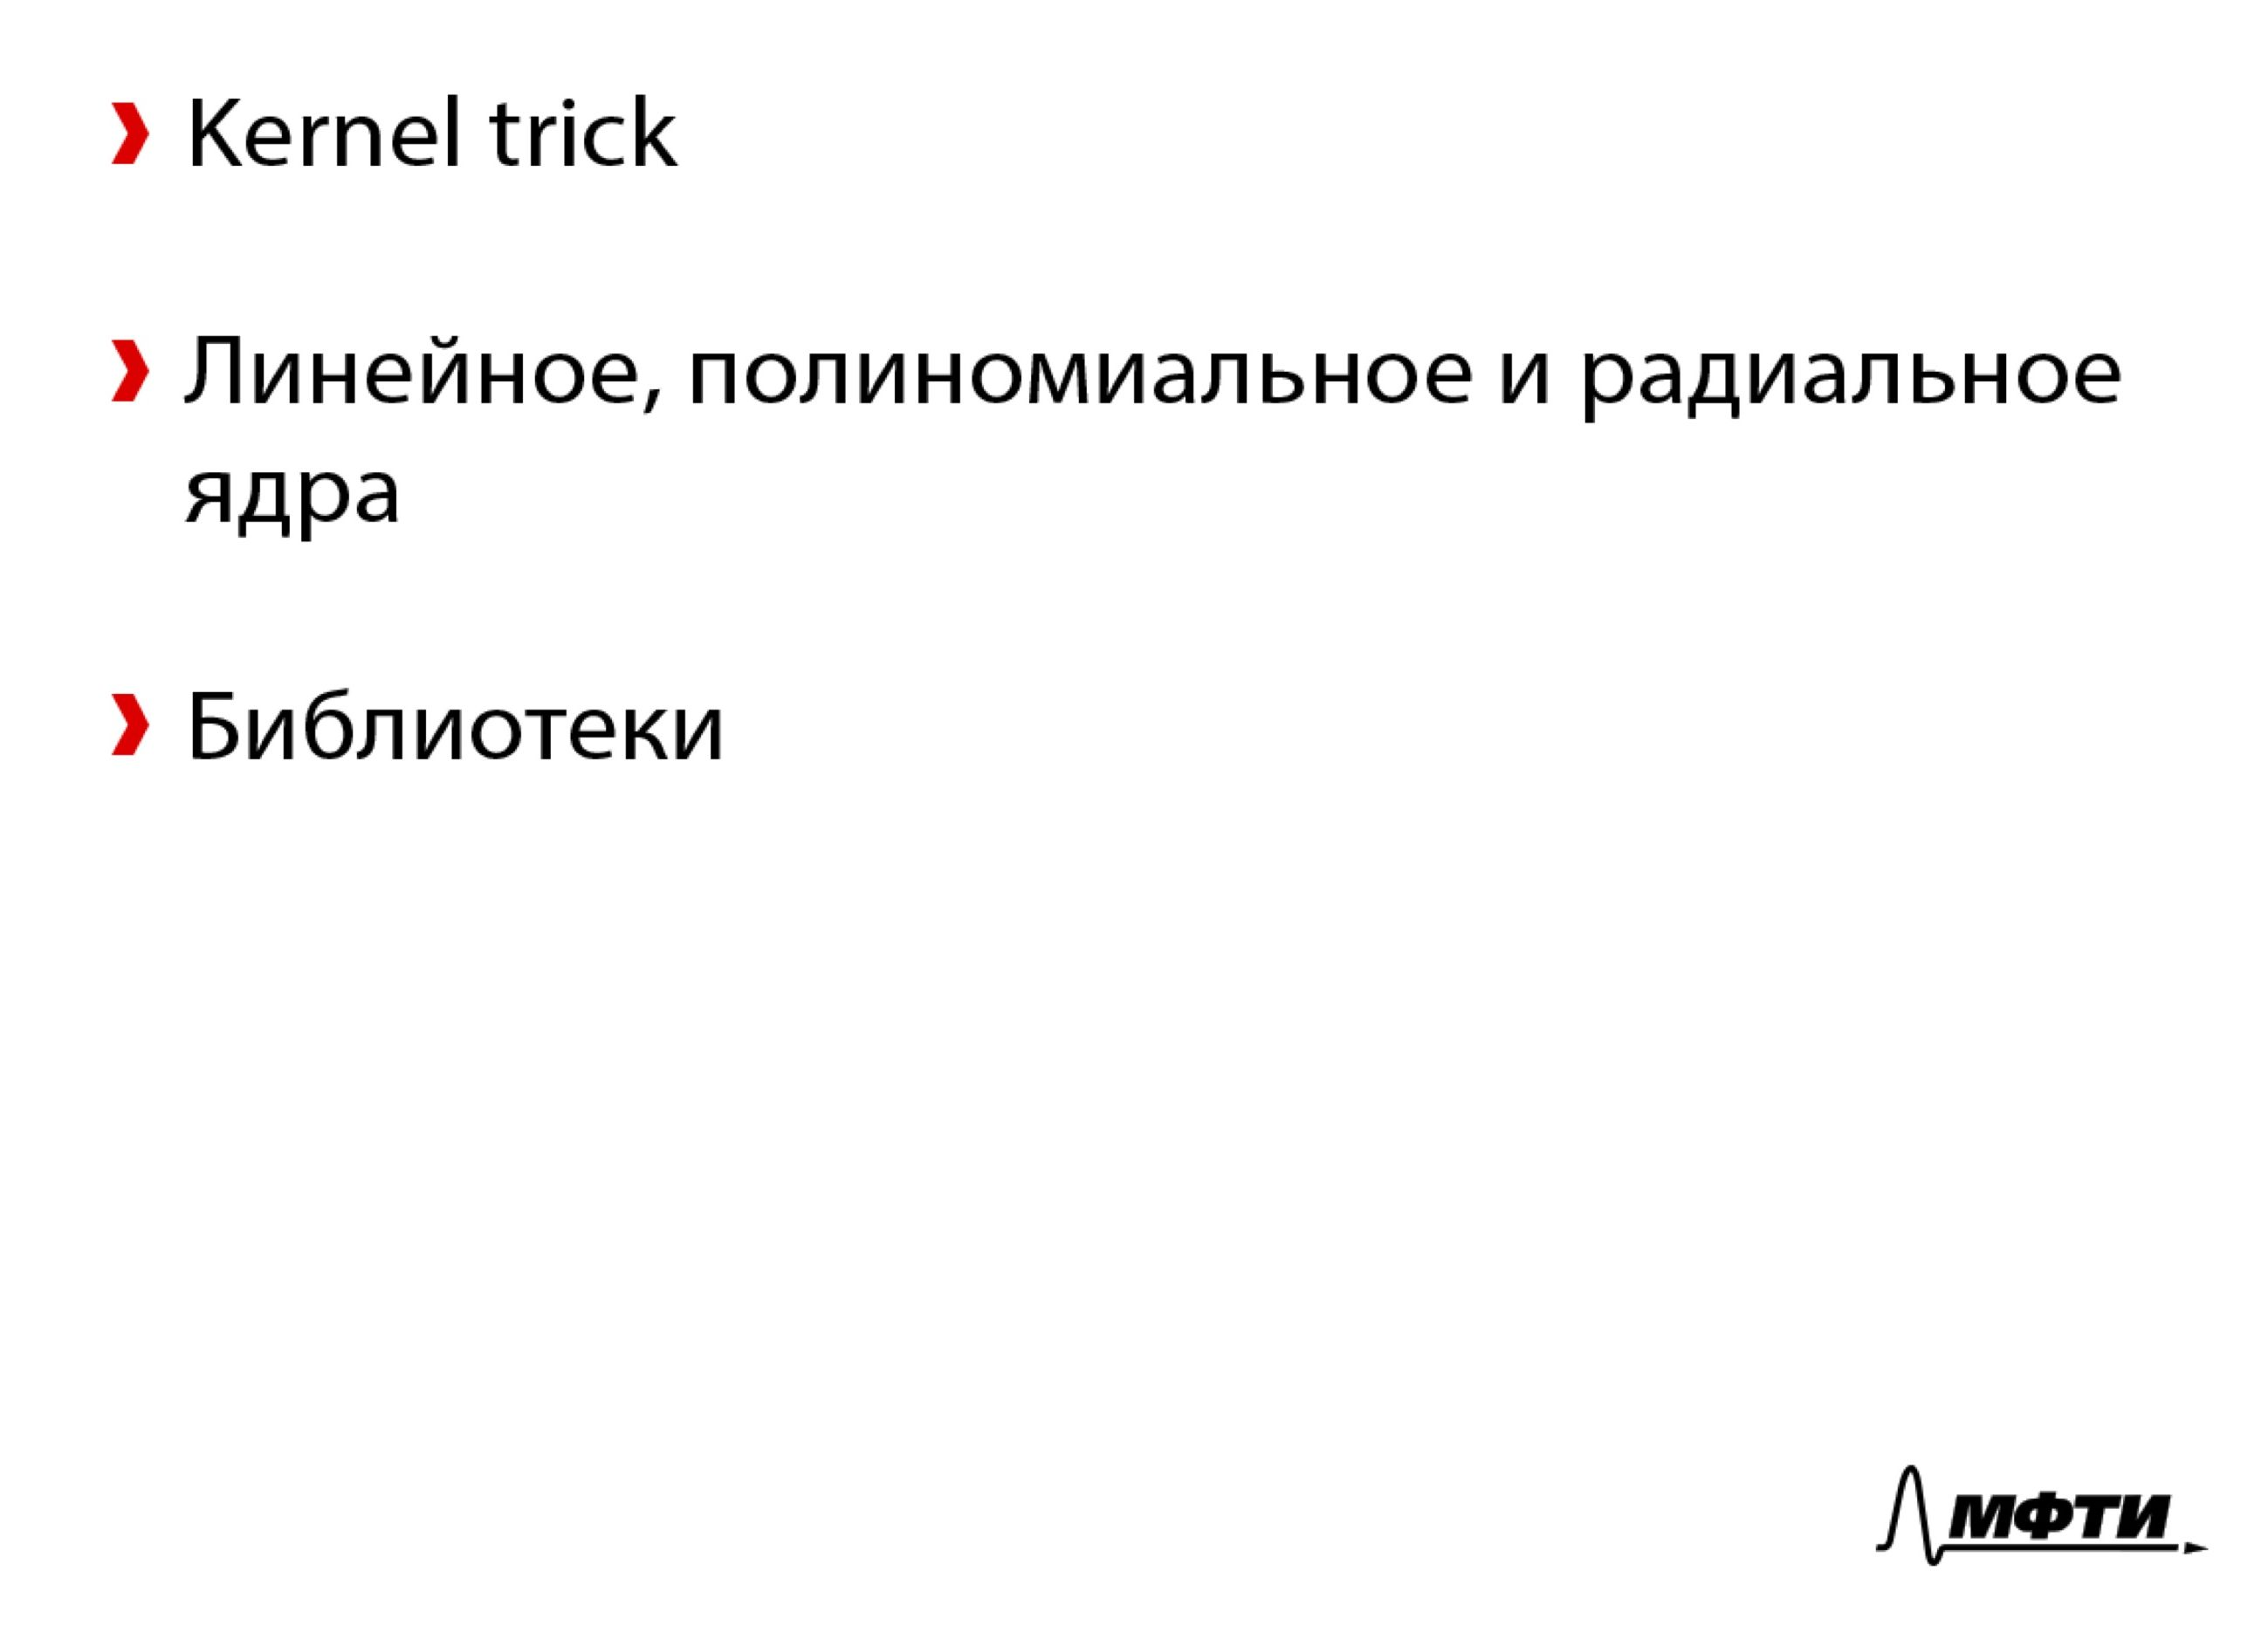 Kernel trick
Линейное, полиномиальное и радиальное
ядра
Библиотеки
МФТИ